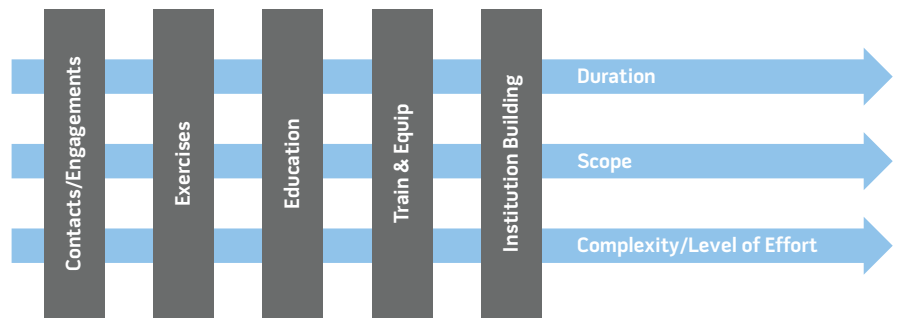 Contacts/Engagements
Exercises
Education
Train & Equip
Institution Building
Duration
Scope
Complexity/Level of Effort